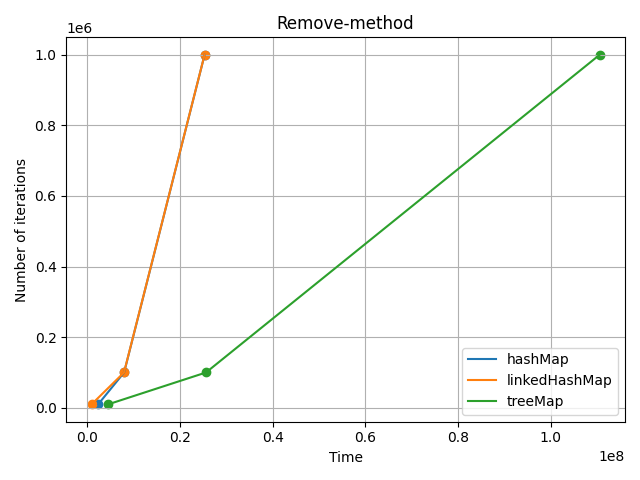 Remove-method
1e6
1.0
0.8
0.6
0.4
0.2
0.0
Number of iterations
0.0 0.2 0.4 0.6 0.8 1.0
1e8
Time
hashMap
linkedHashMap
treeMap